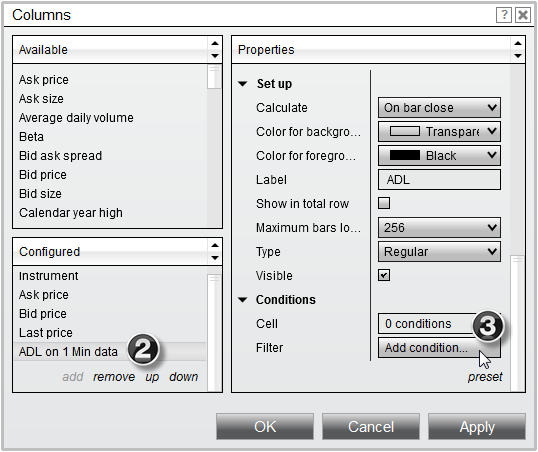 Columns
Available
Ask price
Ask size
Average daily volume
Beta
Bid ask spread
Bid price
Bid size
Calendar year high
Configured
Instrument
Ask price
Bid price
Last price
ADL on 1 Min data 2
add remove up down
Properties
Set up
Calculate On bar close
Color for backgro... Transpare
Color for foregro... Black
Label ADL
Show in total row
Maximum bars lo... 256
Type Regular
Visible
Conditions
Cell 0 conditions 3
Filter Add condition...
preset
OK Cancel Apply